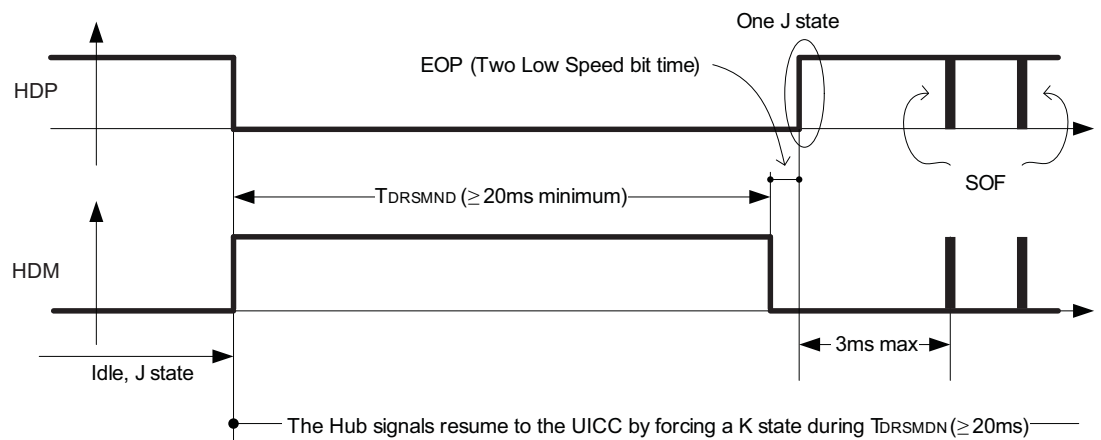 One J state
EOP (Two Low Speed bit time)
HDP
SOF
TDRSMND (≥ 20ms minimum)
HDM
3ms max
Idle, J state
The Hub signals resume to the UICC by forcing a K state during TDRSMDN (≥ 20ms)